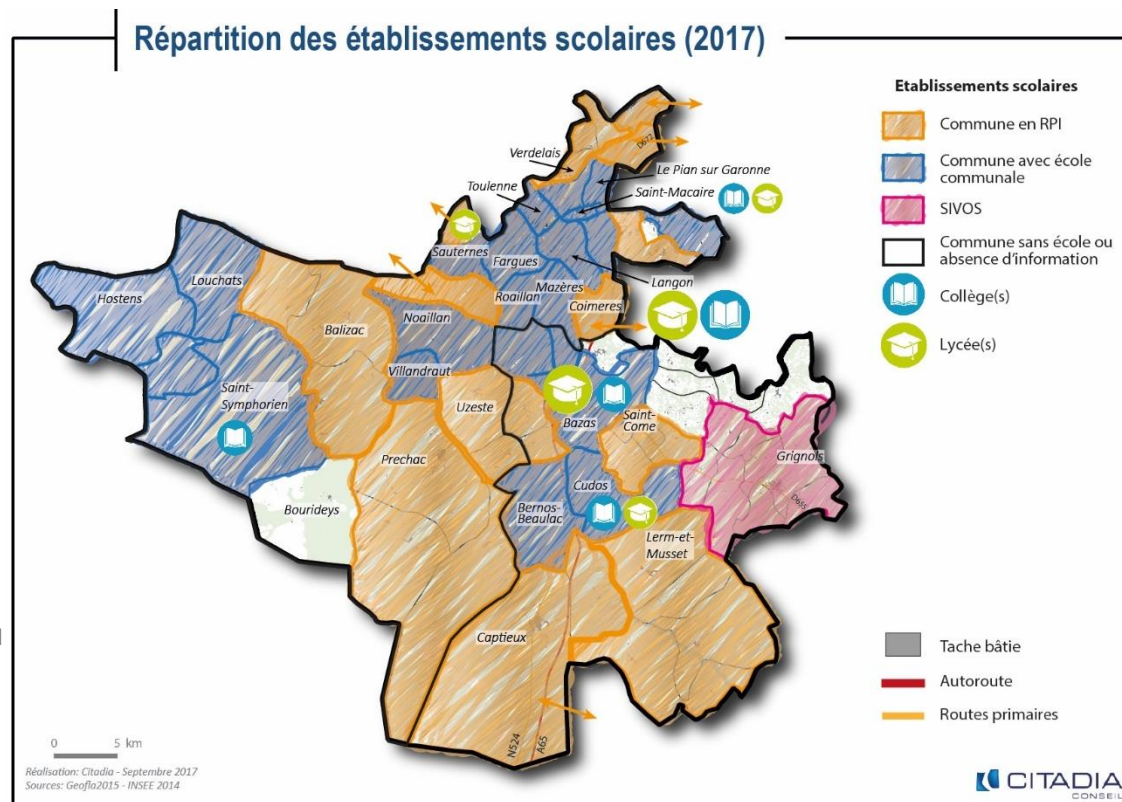 Répartition des établissements scolaires (2017)
Etablissements scolaires
Commune en RPI
Commune avec école
communale
SIVOS
Commune sans école ou
absence d'information
Collège(s)
Lycée(s)
D672
Verdelais
Le Pian sur Garonne
Toulenne
Saint-Macaire
Sauternes
Fargues
Langon
Louchats
Mazères
Hostens
Roaillan
Coimeres
Noaillan
Balizac
Villandraut
Uzeste
Saint-
Symphorien
Bazas
Saint-
Come
Prechac
Grignols
Cudos
D655
Bourideys
Bernos-
Beaulac
Lerm-et-
Musset
Captieux
N524
A65
Tache bâtie
Autoroute
Routes primaires
0 5 km
Réalisation: Citadia - Septembre 2017
Sources: Geofla2015 - INSEE 2014
CITADIA
CONSEIL